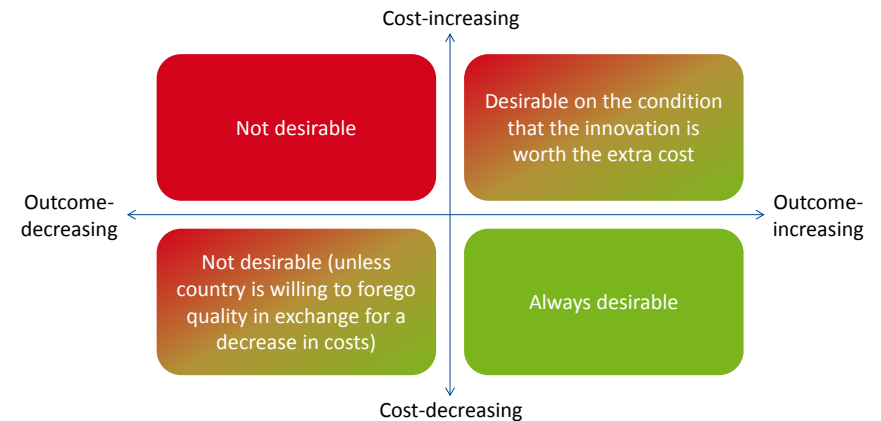 Cost-increasing
Not desirable
Desirable on the condition
that the innovation is
worth the extra cost
Outcome-
decreasing
Outcome-
increasing
Not desirable (unless
country is willing to forego
quality in exchange for a
decrease in costs)
Always desirable
Cost-decreasing